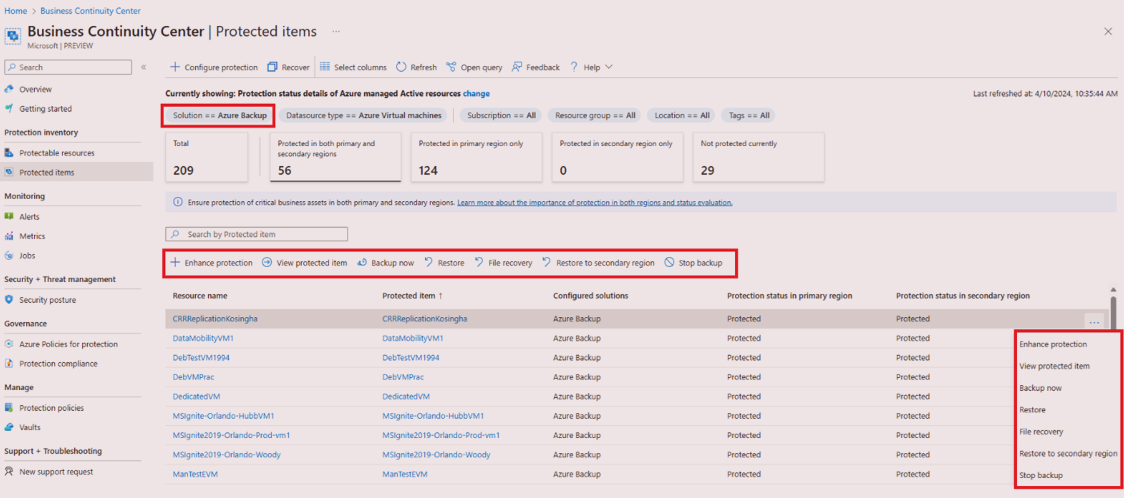 Home > Business Continuity Center
Business Continuity Center | Protected items ...
Microsoft | PREVIEW
Search
Overview
Getting started
Protection inventory
Protectable resources
Protected items
Monitoring
Alerts
Metrics
Jobs
Security + Threat management
Security posture
Governance
Azure Policies for protection
Protection compliance
Manage
Protection policies
Vaults
Support + Troubleshooting
New support request
Configure protection Recover Select columns Refresh Open query Feedback Help
Currently showing: Protection status details of Azure managed Active resources change
Last refreshed at: 4/10/2024, 10:35:44 AM
Solution == Azure Backup Datasource type == Azure Virtual machines Subscription == All Resource group == All Location == All Tags == All
Total
209
Protected in both primary and
secondary regions
56
Protected in primary region only
124
Protected in secondary region only
0
Not protected currently
29
Ensure protection of critical business assets in both primary and secondary regions. Learn more about the importance of protection in both regions and status evaluation.
Search by Protected item
Enhance protection View protected item Backup now Restore File recovery Restore to secondary region Stop backup
Resource name Protected item ↑ Configured solutions Protection status in primary region Protection status in secondary region
CRRReplicationKosingha CRRReplicationKosingha Azure Backup Protected Protected ...
DataMobilityVM1 DataMobilityVM1 Azure Backup Protected Protected
DebTestVM1994 DebTestVM1994 Azure Backup Protected Protected
DebVMPrac DebVMPrac Azure Backup Protected Protected
DedicatedVM DedicatedVM Azure Backup Protected Protected
MSIgnite-Orlando-HubbVM1 MSIgnite-Orlando-HubbVM1 Azure Backup Protected Protected
MSIgnite2019-Orlando-Prod-vm1 MSIgnite2019-Orlando-Prod-vm1 Azure Backup Protected Protected
MSIgnite2019-Orlando-Woody MSIgnite2019-Orlando-Woody Azure Backup Protected Protected
ManTestEVM ManTestEVM Azure Backup Protected Protected
Enhance protection
View protected item
Backup now
Restore
File recovery
Restore to secondary region
Stop backup